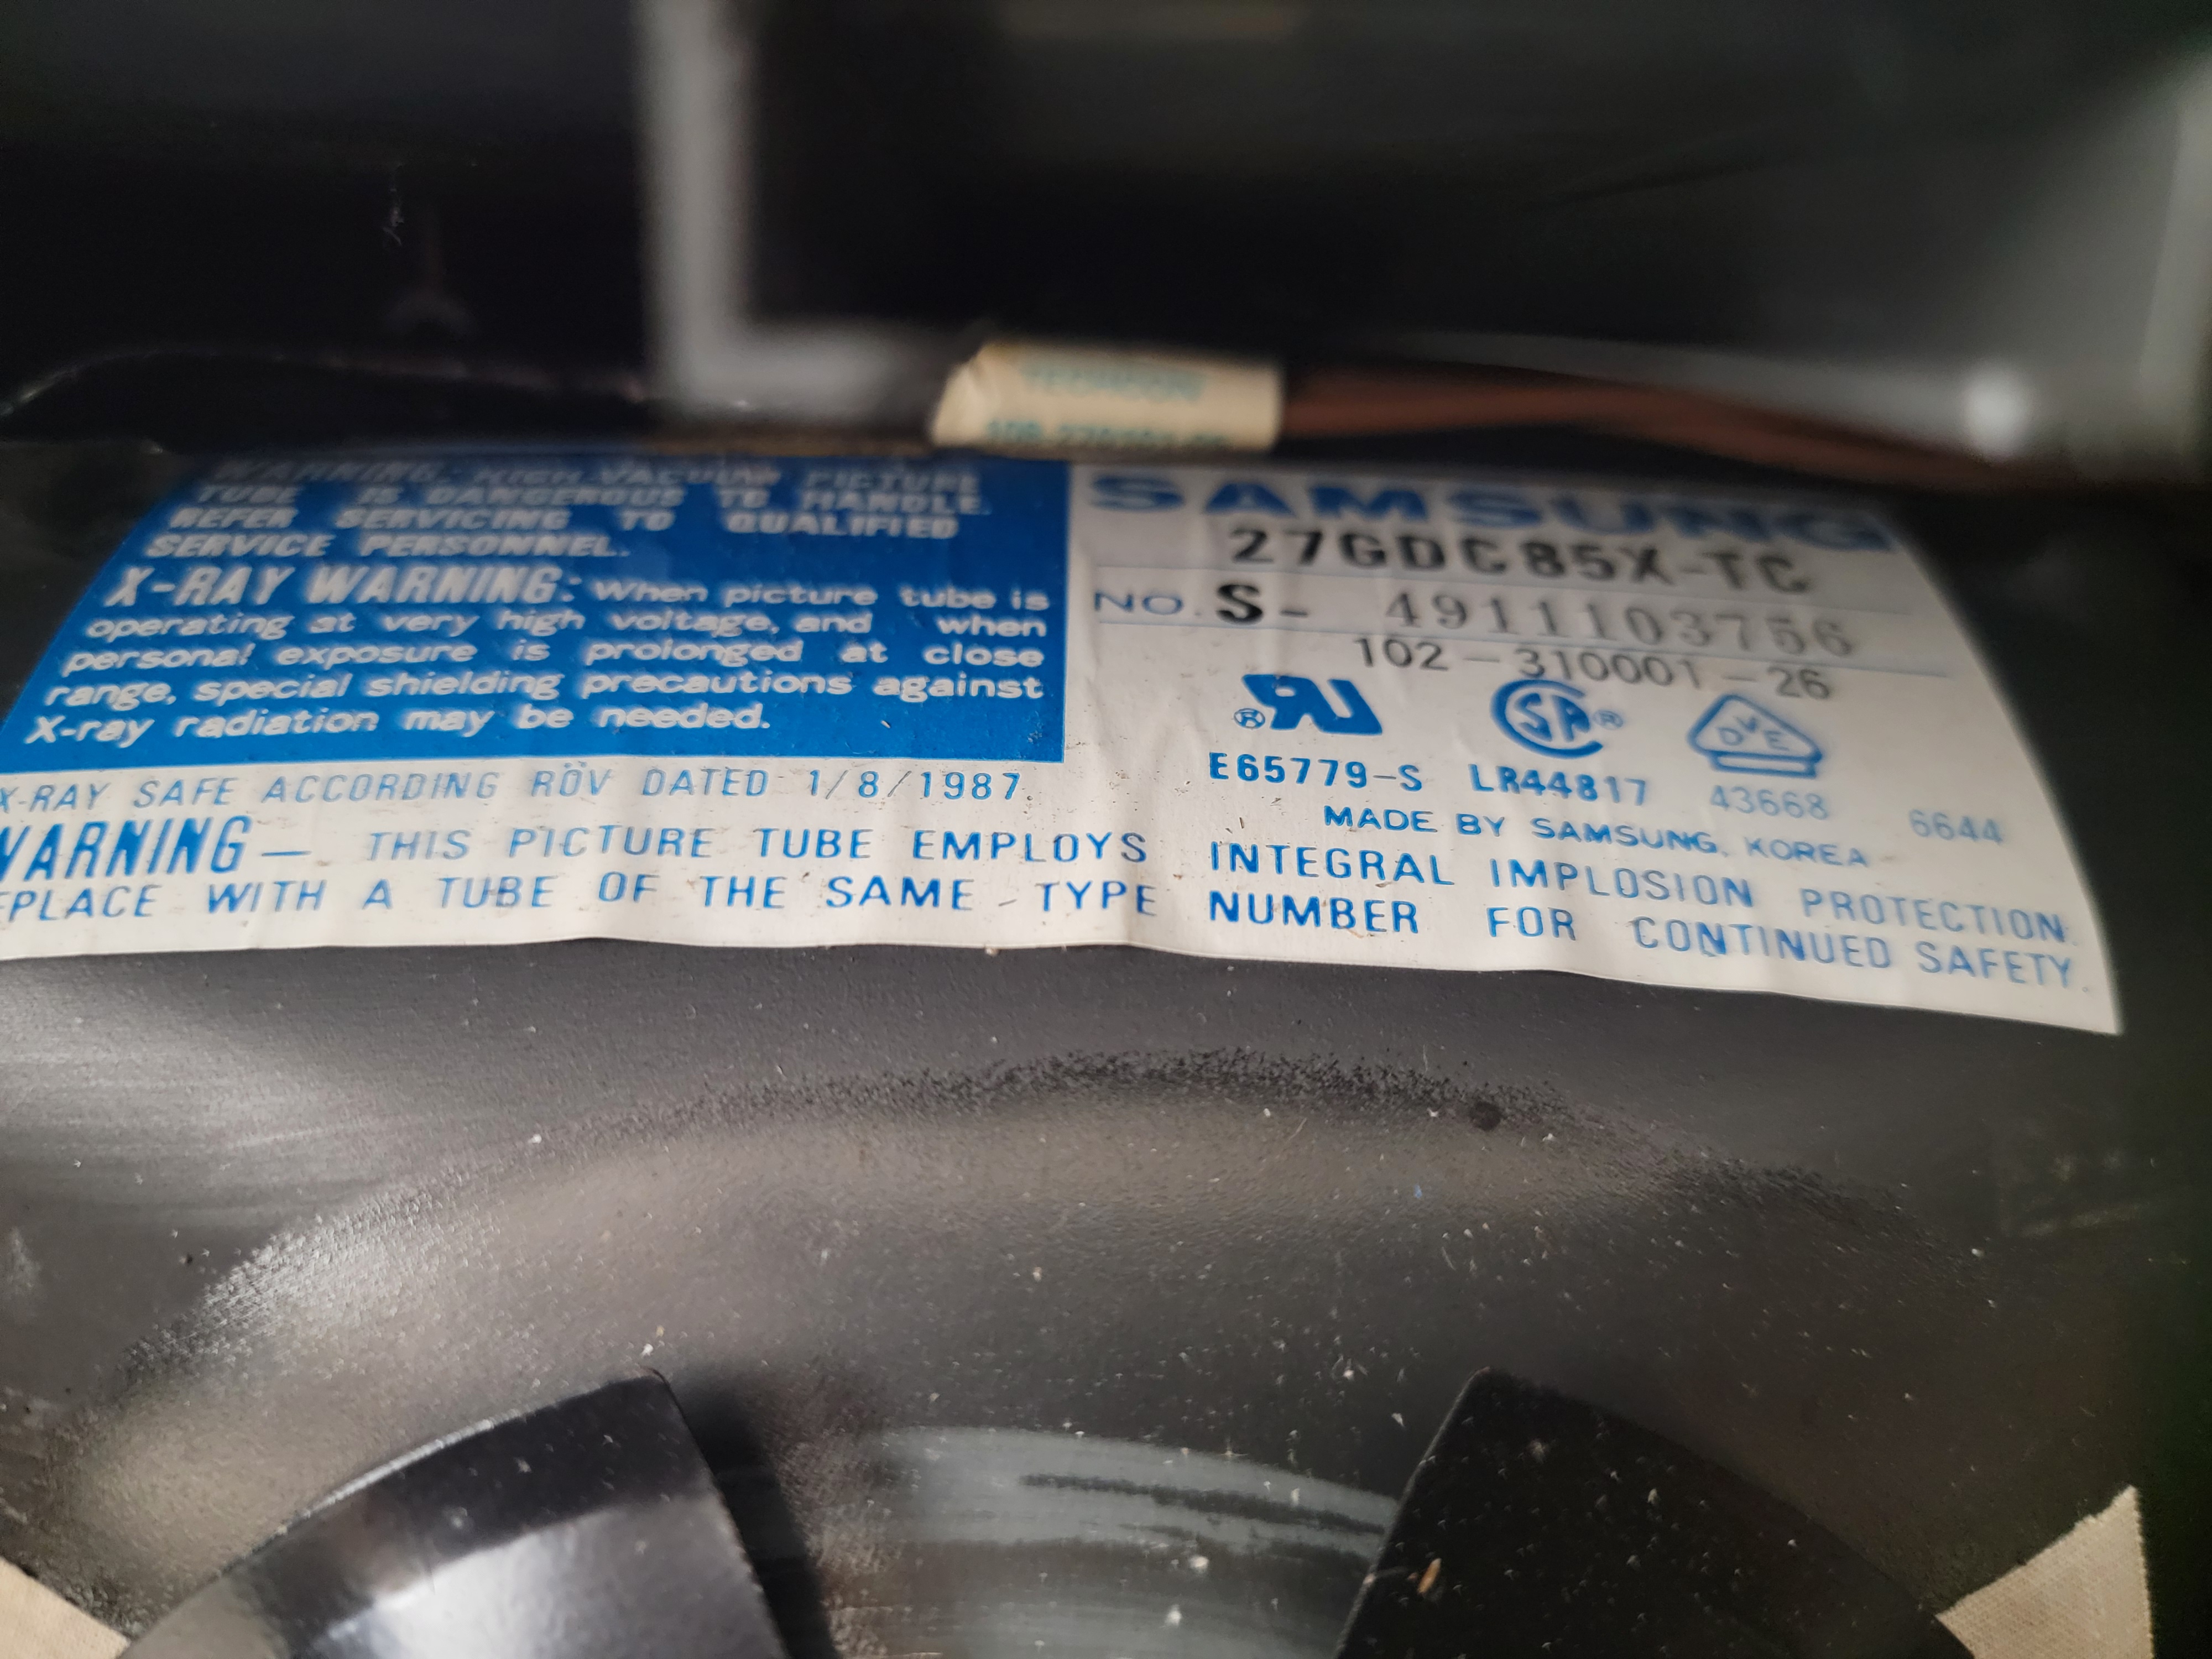 TECHCON
WARNING: HIGH VACUUM PICTURE
TUBE IS DANGEROUS TO HANDLE.
REFER SERVICING TO QUALIFIED
SERVICE PERSONNEL.
X-RAY WARNING: When picture tube is
operating at very high voltage, and when
personal exposure is prolonged at close
range, special shielding precautions against
X-ray radiation may be needed.
SAMSUNG
27GDC85X-TC
NO. S- 4911103756
102-310001-26
® RU SA ® DVE
E65779-S LR44817 43668 6644
MADE BY SAMSUNG, KOREA
X-RAY SAFE ACCORDING RÖV DATED 1/8/1987.
WARNING — THIS PICTURE TUBE EMPLOYS INTEGRAL IMPLOSION PROTECTION.
EPLACE WITH A TUBE OF THE SAME TYPE NUMBER FOR CONTINUED SAFETY.